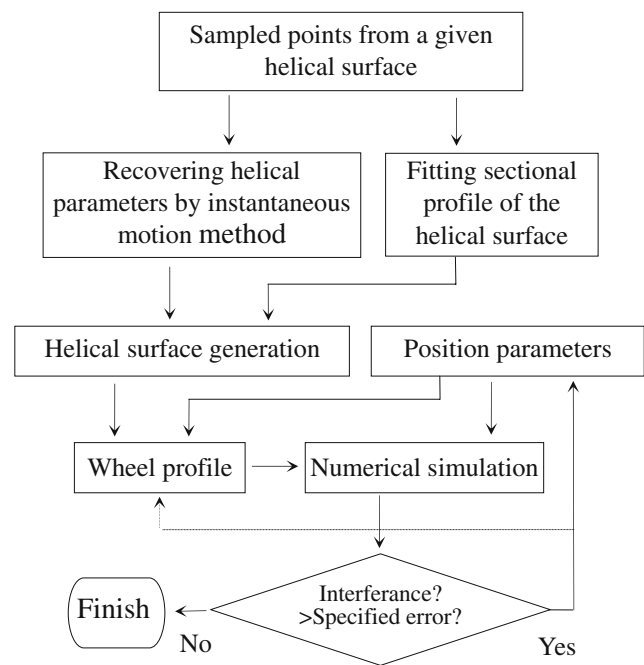 Sampled points from a given
helical surface
Recovering helical
parameters by instantaneous
motion method
Fitting sectional
profile of the
helical surface
Helical surface generation
Position parameters
Wheel profile
Numerical simulation
Interferance?
>Specified error?
Finish
No
Yes